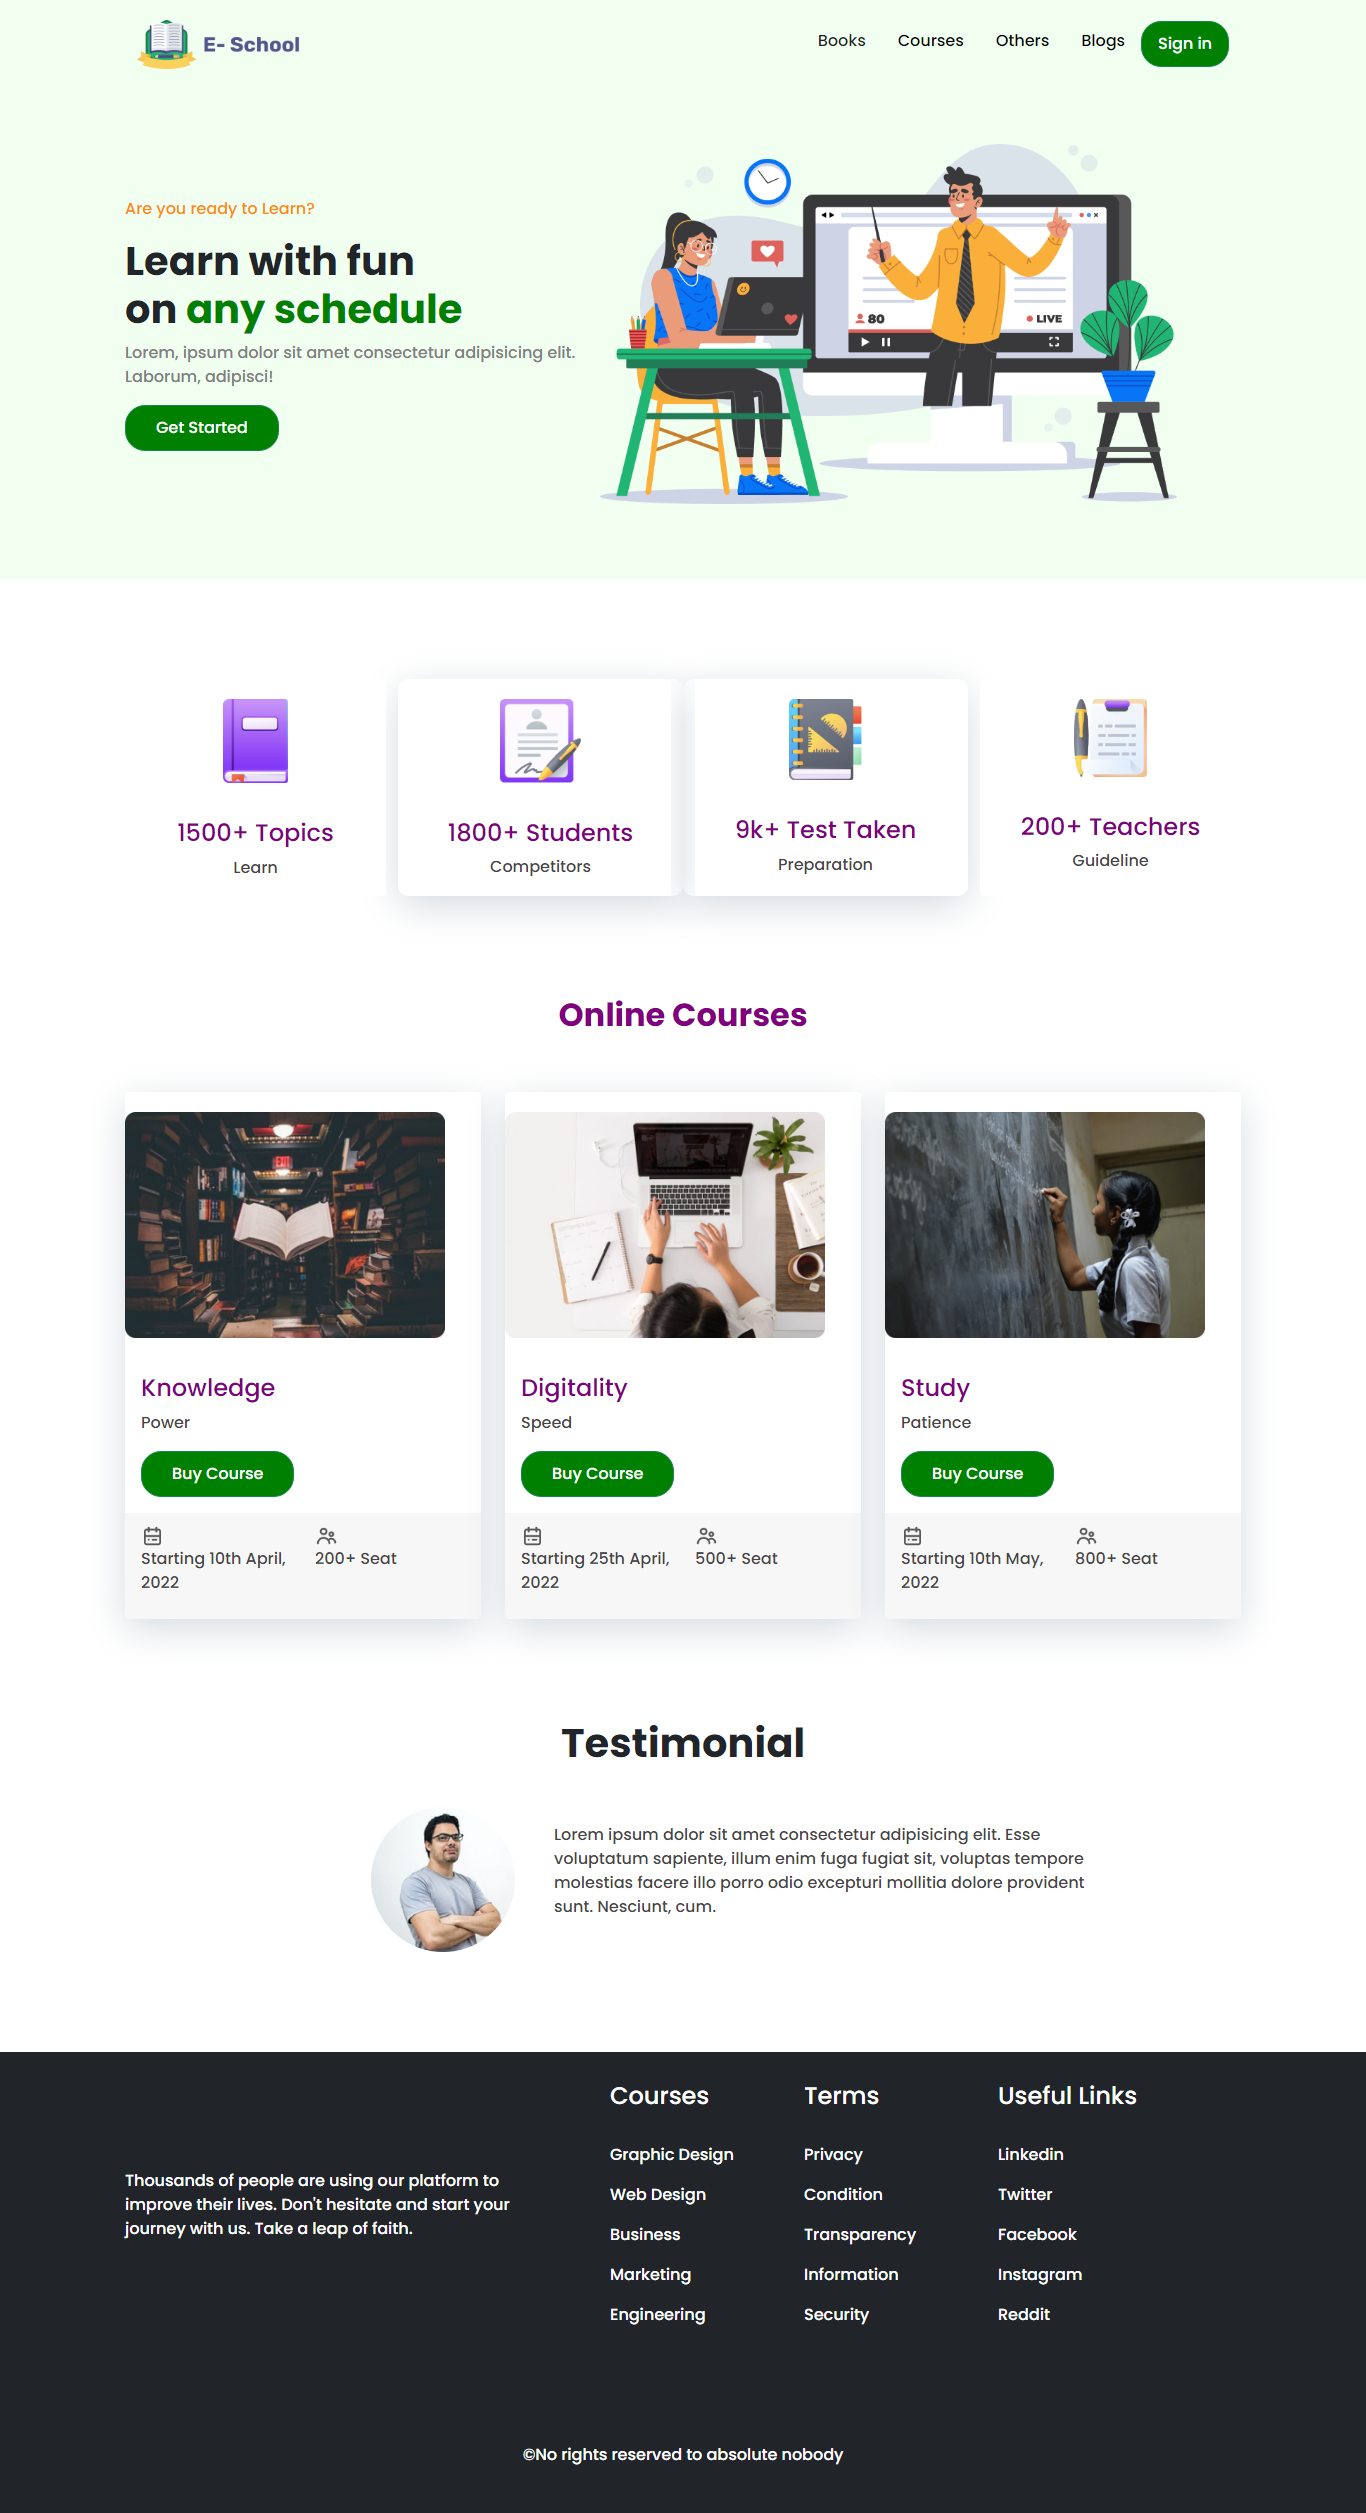 E- School
Books
Courses
Others
Blogs
Sign in
Are you ready to Learn?
Learn with fun
on any schedule
Lorem, ipsum dolor sit amet consectetur adipisicing elit.
Laborum, adipisci!
Get Started
80
LIVE
1500+ Topics
Learn
1800+ Students
Competitors
9k+ Test Taken
Preparation
200+ Teachers
Guideline
Online Courses
EXIT
Knowledge
Power
Buy Course
Starting 10th April,
2022
200+ Seat
Digitality
Speed
Buy Course
Starting 25th April,
2022
500+ Seat
Study
Patience
Buy Course
Starting 10th May,
2022
800+ Seat
Testimonial
Lorem ipsum dolor sit amet consectetur adipisicing elit. Esse
voluptatum sapiente, illum enim fuga fugiat sit, voluptas tempore
molestias facere illo porro odio excepturi mollitia dolore provident
sunt. Nesciunt, cum.
Thousands of people are using our platform to
improve their lives. Don't hesitate and start your
journey with us. Take a leap of faith.
Courses
Graphic Design
Web Design
Business
Marketing
Engineering
Terms
Privacy
Condition
Transparency
Information
Security
Useful Links
Linkedin
Twitter
Facebook
Instagram
Reddit
©No rights reserved to absolute nobody